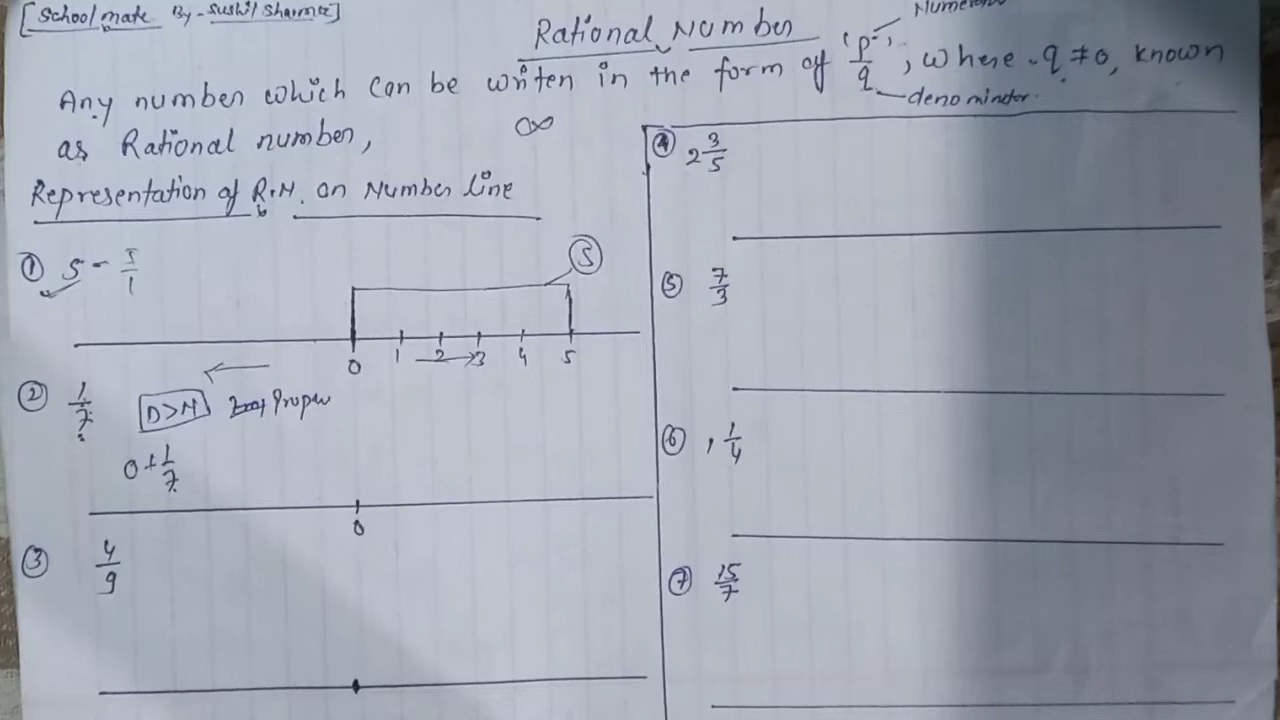 [School mate By - Sushil Sharma]
Rational Number
Any number which can be written in the form of 'p/q', where q ≠ 0, known
denominator
as Rational number,
∞
Representation of R.N. on Number line
① 5 - 5/1
5
0 1 2 3 4 5
② 1/7 D>N Proper
0 + 1/7
0
③ 4/9
④ 2 3/5
⑤ 7/3
⑥ , 1/4
⑦ 15/7